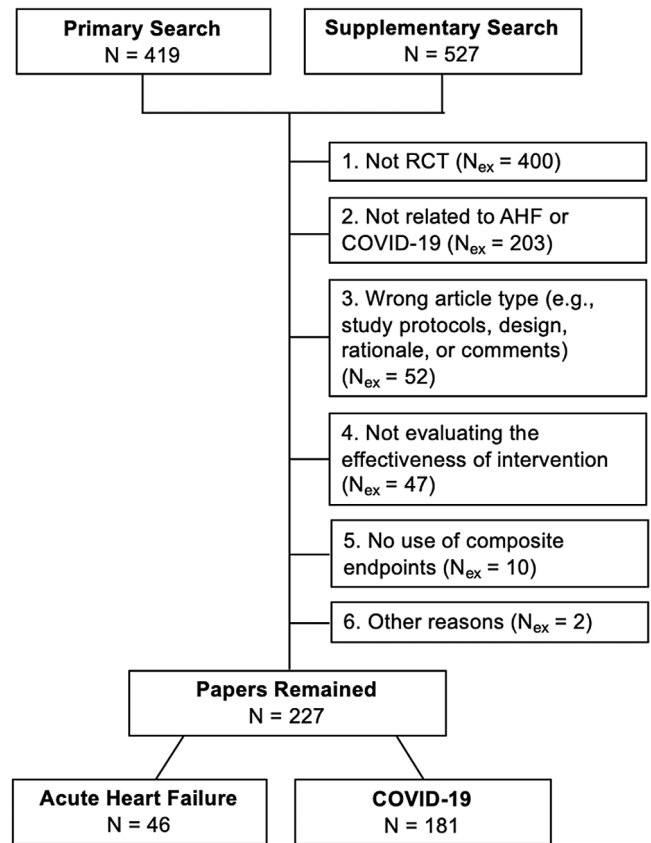 Primary Search
N = 419
Supplementary Search
N = 527
1. Not RCT (Nex = 400)
2. Not related to AHF or
COVID-19 (Nex = 203)
3. Wrong article type (e.g.,
study protocols, design,
rationale, or comments)
(Nex = 52)
4. Not evaluating the
effectiveness of intervention
(Nex = 47)
5. No use of composite
endpoints (Nex = 10)
6. Other reasons (Nex = 2)
Papers Remained
N = 227
Acute Heart Failure
N = 46
COVID-19
N = 181